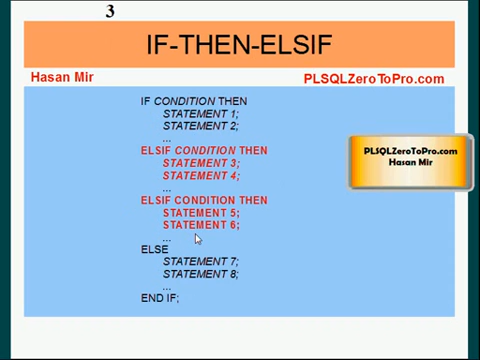 3
IF-THEN-ELSIF
Hasan Mir
PLSQLZeroToPro.com
IF CONDITION THEN
STATEMENT 1;
STATEMENT 2;
...
ELSIF CONDITION THEN
STATEMENT 3;
STATEMENT 4;
...
ELSIF CONDITION THEN
STATEMENT 5;
STATEMENT 6;
...
ELSE
STATEMENT 7;
STATEMENT 8;
...
END IF;
PLSQLZeroToPro.com
Hasan Mir